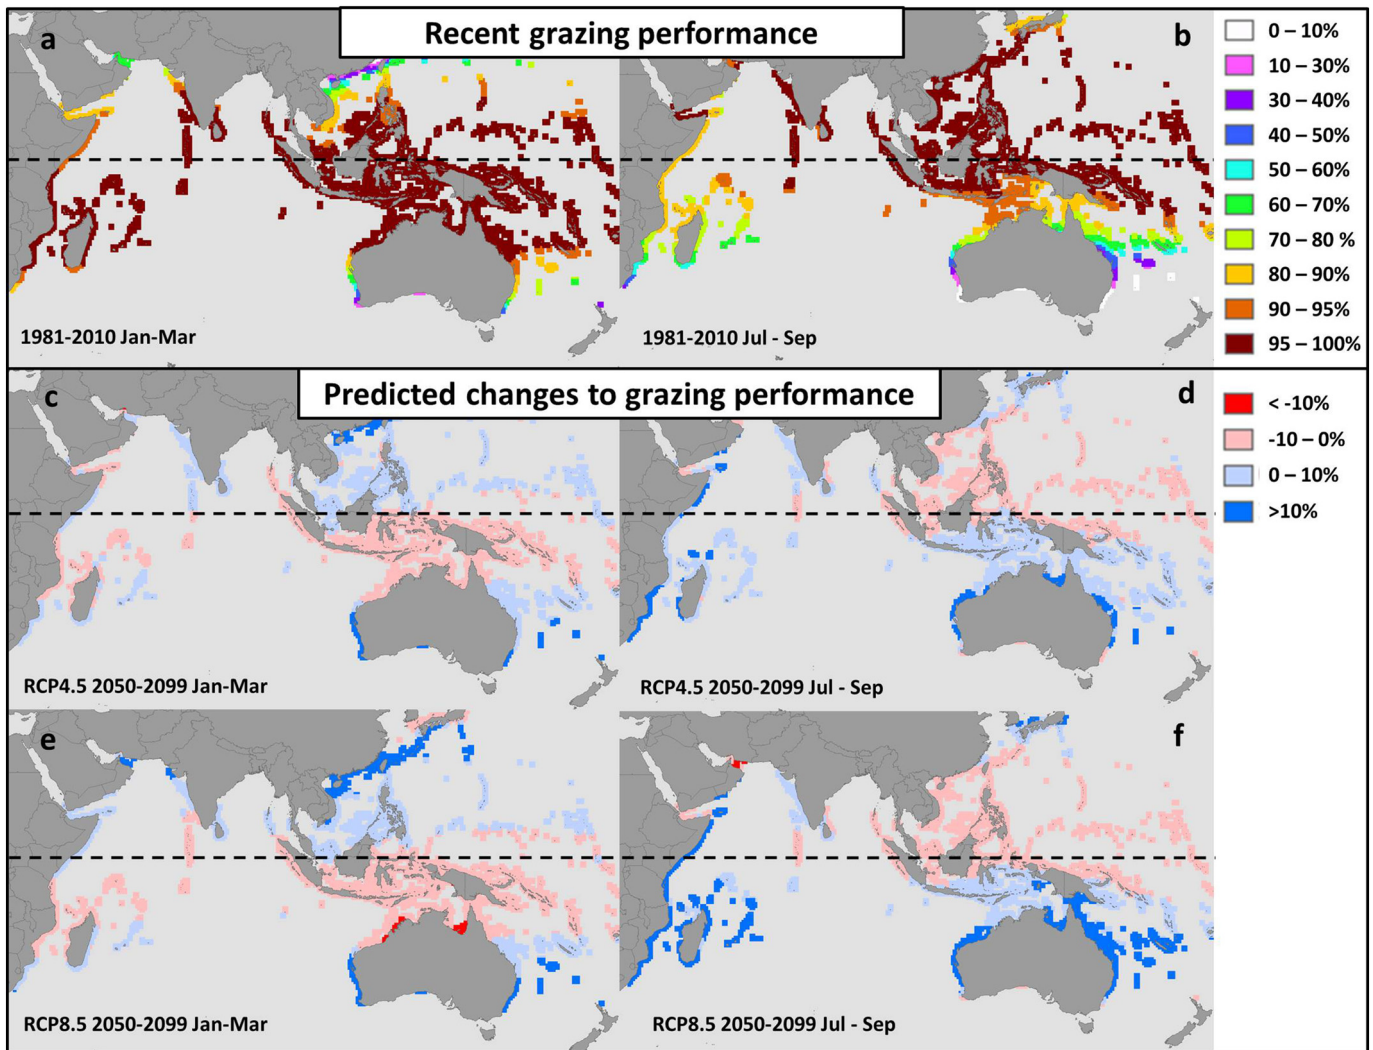 a
Recent grazing performance
b
1981-2010 Jan-Mar
1981-2010 Jul - Sep
0 – 10%
10 – 30%
30 – 40%
40 – 50%
50 – 60%
60 – 70%
70 – 80 %
80 – 90%
90 – 95%
95 – 100%
c
Predicted changes to grazing performance
d
RCP4.5 2050-2099 Jan-Mar
RCP4.5 2050-2099 Jul - Sep
< -10%
-10 – 0%
0 – 10%
>10%
e
f
RCP8.5 2050-2099 Jan-Mar
RCP8.5 2050-2099 Jul - Sep